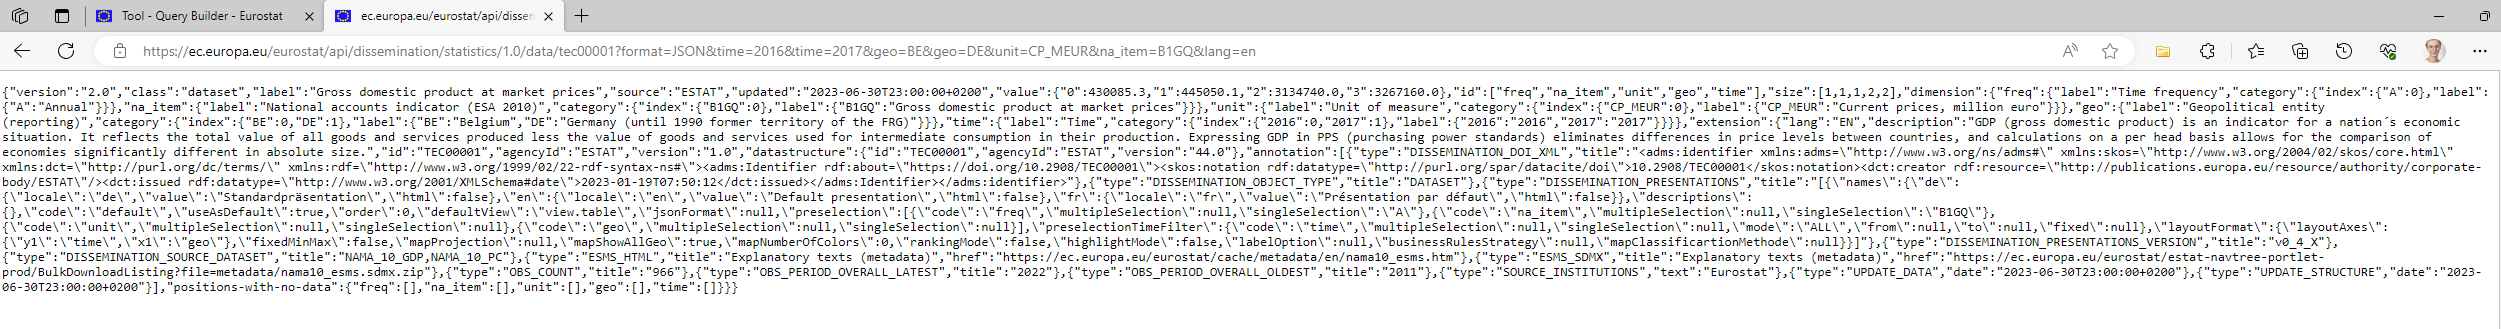 Tool - Query Builder - Eurostat
ec.europa.eu/eurostat/api/dissem
https://ec.europa.eu/eurostat/api/dissemination/statistics/1.0/data/tec00001?format=JSON&time=2016&time=2017&geo=BE&geo=DE&unit=CP_MEUR&na_item=B1GQ&lang=en
{"version":"2.0","class":"dataset","label":"Gross domestic product at market prices","source":"ESTAT","updated":"2023-06-30T23:00:00+0200","value":{"0":430085.3,"1":445050.1,"2":3134740.0,"3":3267160.0},"id":["freq","na_item","unit","geo","time"],"size":[1,1,1,2,2],"dimension":{"freq":{"label":"Time frequency","category":{"index":{"A":0},"label":
{"A":"Annual"}}},"na_item":{"label":"National accounts indicator (ESA 2010)","category":{"index":{"B1GQ":0},"label":{"B1GQ":"Gross domestic product at market prices"}}},"unit":{"label":"Unit of measure","category":{"index":{"CP_MEUR":0},"label":{"CP_MEUR":"Current prices, million euro"}}},"geo":{"label":"Geopolitical entity
(reporting)","category":{"index":{"BE":0,"DE":1},"label":{"BE":"Belgium","DE":"Germany (until 1990 former territory of the FRG)"}}},"time":{"label":"Time","category":{"index":{"2016":0,"2017":1},"label":{"2016":"2016","2017":"2017"}}}},"extension":{"lang":"EN","description":"GDP (gross domestic product) is an indicator for a nation´s economic
situation. It reflects the total value of all goods and services produced less the value of goods and services used for intermediate consumption in their production. Expressing GDP in PPS (purchasing power standards) eliminates differences in price levels between countries, and calculations on a per head basis allows for the comparison of
economies significantly different in absolute size.","id":"TEC00001","agencyId":"ESTAT","version":"1.0","datastructure":{"id":"TEC00001","agencyId":"ESTAT","version":"44.0"},"annotation":[{"type":"DISSEMINATION_DOI_XML","title":"<adms:identifier xmlns:adms=\"http://www.w3.org/ns/adms#\" xmlns:skos=\"http://www.w3.org/2004/02/skos/core.html\"
xmlns:dct=\"http://purl.org/dc/terms/\" xmlns:rdf=\"http://www.w3.org/1999/02/22-rdf-syntax-ns#\"><adms:Identifier rdf:about=\"https://doi.org/10.2908/TEC00001\"><skos:notation rdf:datatype=\"http://purl.org/spar/datacite/doi\">10.2908/TEC00001</skos:notation><dct:creator rdf:resource=\"http://publications.europa.eu/resource/authority/corporate-
body/ESTAT\"/><dct:issued rdf:datatype=\"http://www.w3.org/2001/XMLSchema#date\">2023-01-19T07:50:12</dct:issued></adms:Identifier></adms:identifier>"},{"type":"DISSEMINATION_OBJECT_TYPE","title":"DATASET"},{"type":"DISSEMINATION_PRESENTATIONS","title":"[{\"names\":{\"de\":
{\"locale\":\"de\",\"value\":\"Standardpräsentation\",\"html\":false},\"en\":{\"locale\":\"en\",\"value\":\"Default presentation\",\"html\":false},\"fr\":{\"locale\":\"fr\",\"value\":\"Présentation par défaut\",\"html\":false}},\"descriptions\":
{},\"code\":\"default\",\"useAsDefault\":true,\"order\":0,\"defaultView\":\"view.table\",\"jsonFormat\":null,\"preselection\":[{\"code\":\"freq\",\"multipleSelection\":null,\"singleSelection\":\"A\"},{\"code\":\"na_item\",\"multipleSelection\":null,\"singleSelection\":\"B1GQ\"},
{\"code\":\"unit\",\"multipleSelection\":null,\"singleSelection\":null},{\"code\":\"geo\",\"multipleSelection\":null,\"singleSelection\":null}],\"preselectionTimeFilter\":{\"code\":\"time\",\"multipleSelection\":null,\"singleSelection\":null,\"mode\":\"ALL\",\"from\":null,\"to\":null,\"fixed\":null},\"layoutFormat\":{\"layoutAxes\":
{\"y1\":\"time\",\"x1\":\"geo\"},\"fixedMinMax\":false,\"mapProjection\":null,\"mapShowAllGeo\":true,\"mapNumberOfColors\":0,\"rankingMode\":false,\"highlightMode\":false,\"labelOption\":null,\"businessRulesStrategy\":null,\"mapClassificartionMethode\":null}}]"},{"type":"DISSEMINATION_PRESENTATIONS_VERSION","title":"v0_4_X"},
{"type":"DISSEMINATION_SOURCE_DATASET","title":"NAMA_10_GDP,NAMA_10_PC"},{"type":"ESMS_HTML","title":"Explanatory texts (metadata)","href":"https://ec.europa.eu/eurostat/cache/metadata/en/nama10_esms.htm"},{"type":"ESMS_SDMX","title":"Explanatory texts (metadata)","href":"https://ec.europa.eu/eurostat/estat-navtree-portlet-
prod/BulkDownloadListing?file=metadata/nama10_esms.sdmx.zip"},{"type":"OBS_COUNT","title":"966"},{"type":"OBS_PERIOD_OVERALL_LATEST","title":"2022"},{"type":"OBS_PERIOD_OVERALL_OLDEST","title":"2011"},{"type":"SOURCE_INSTITUTIONS","text":"Eurostat"},{"type":"UPDATE_DATA","date":"2023-06-30T23:00:00+0200"},{"type":"UPDATE_STRUCTURE","date":"2023-
06-30T23:00:00+0200"}],"positions-with-no-data":{"freq":[],"na_item":[],"unit":[],"geo":[],"time":[]}}}